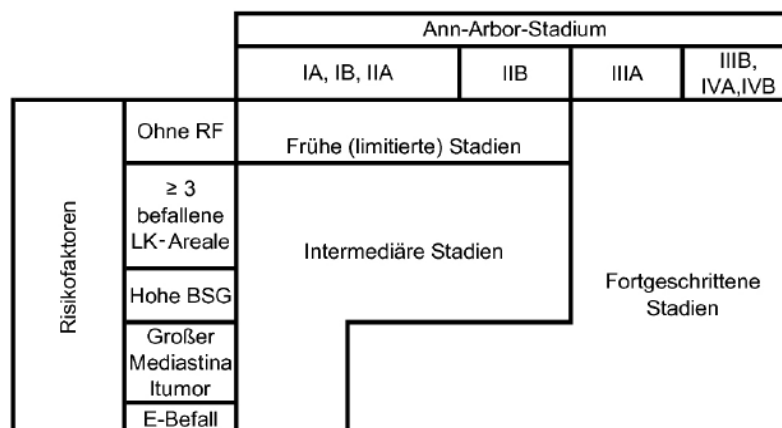 Ann-Arbor-Stadium
IA, IB, IIA
IIB
IIIA
IIIB,
IVA,IVB
Risikofaktoren
Ohne RF
Frühe (limitierte) Stadien
≥ 3
befallene
LK-Areale
Intermediäre Stadien
Hohe BSG
Fortgeschrittene
Stadien
Großer
Mediastina
ltumor
E-Befall